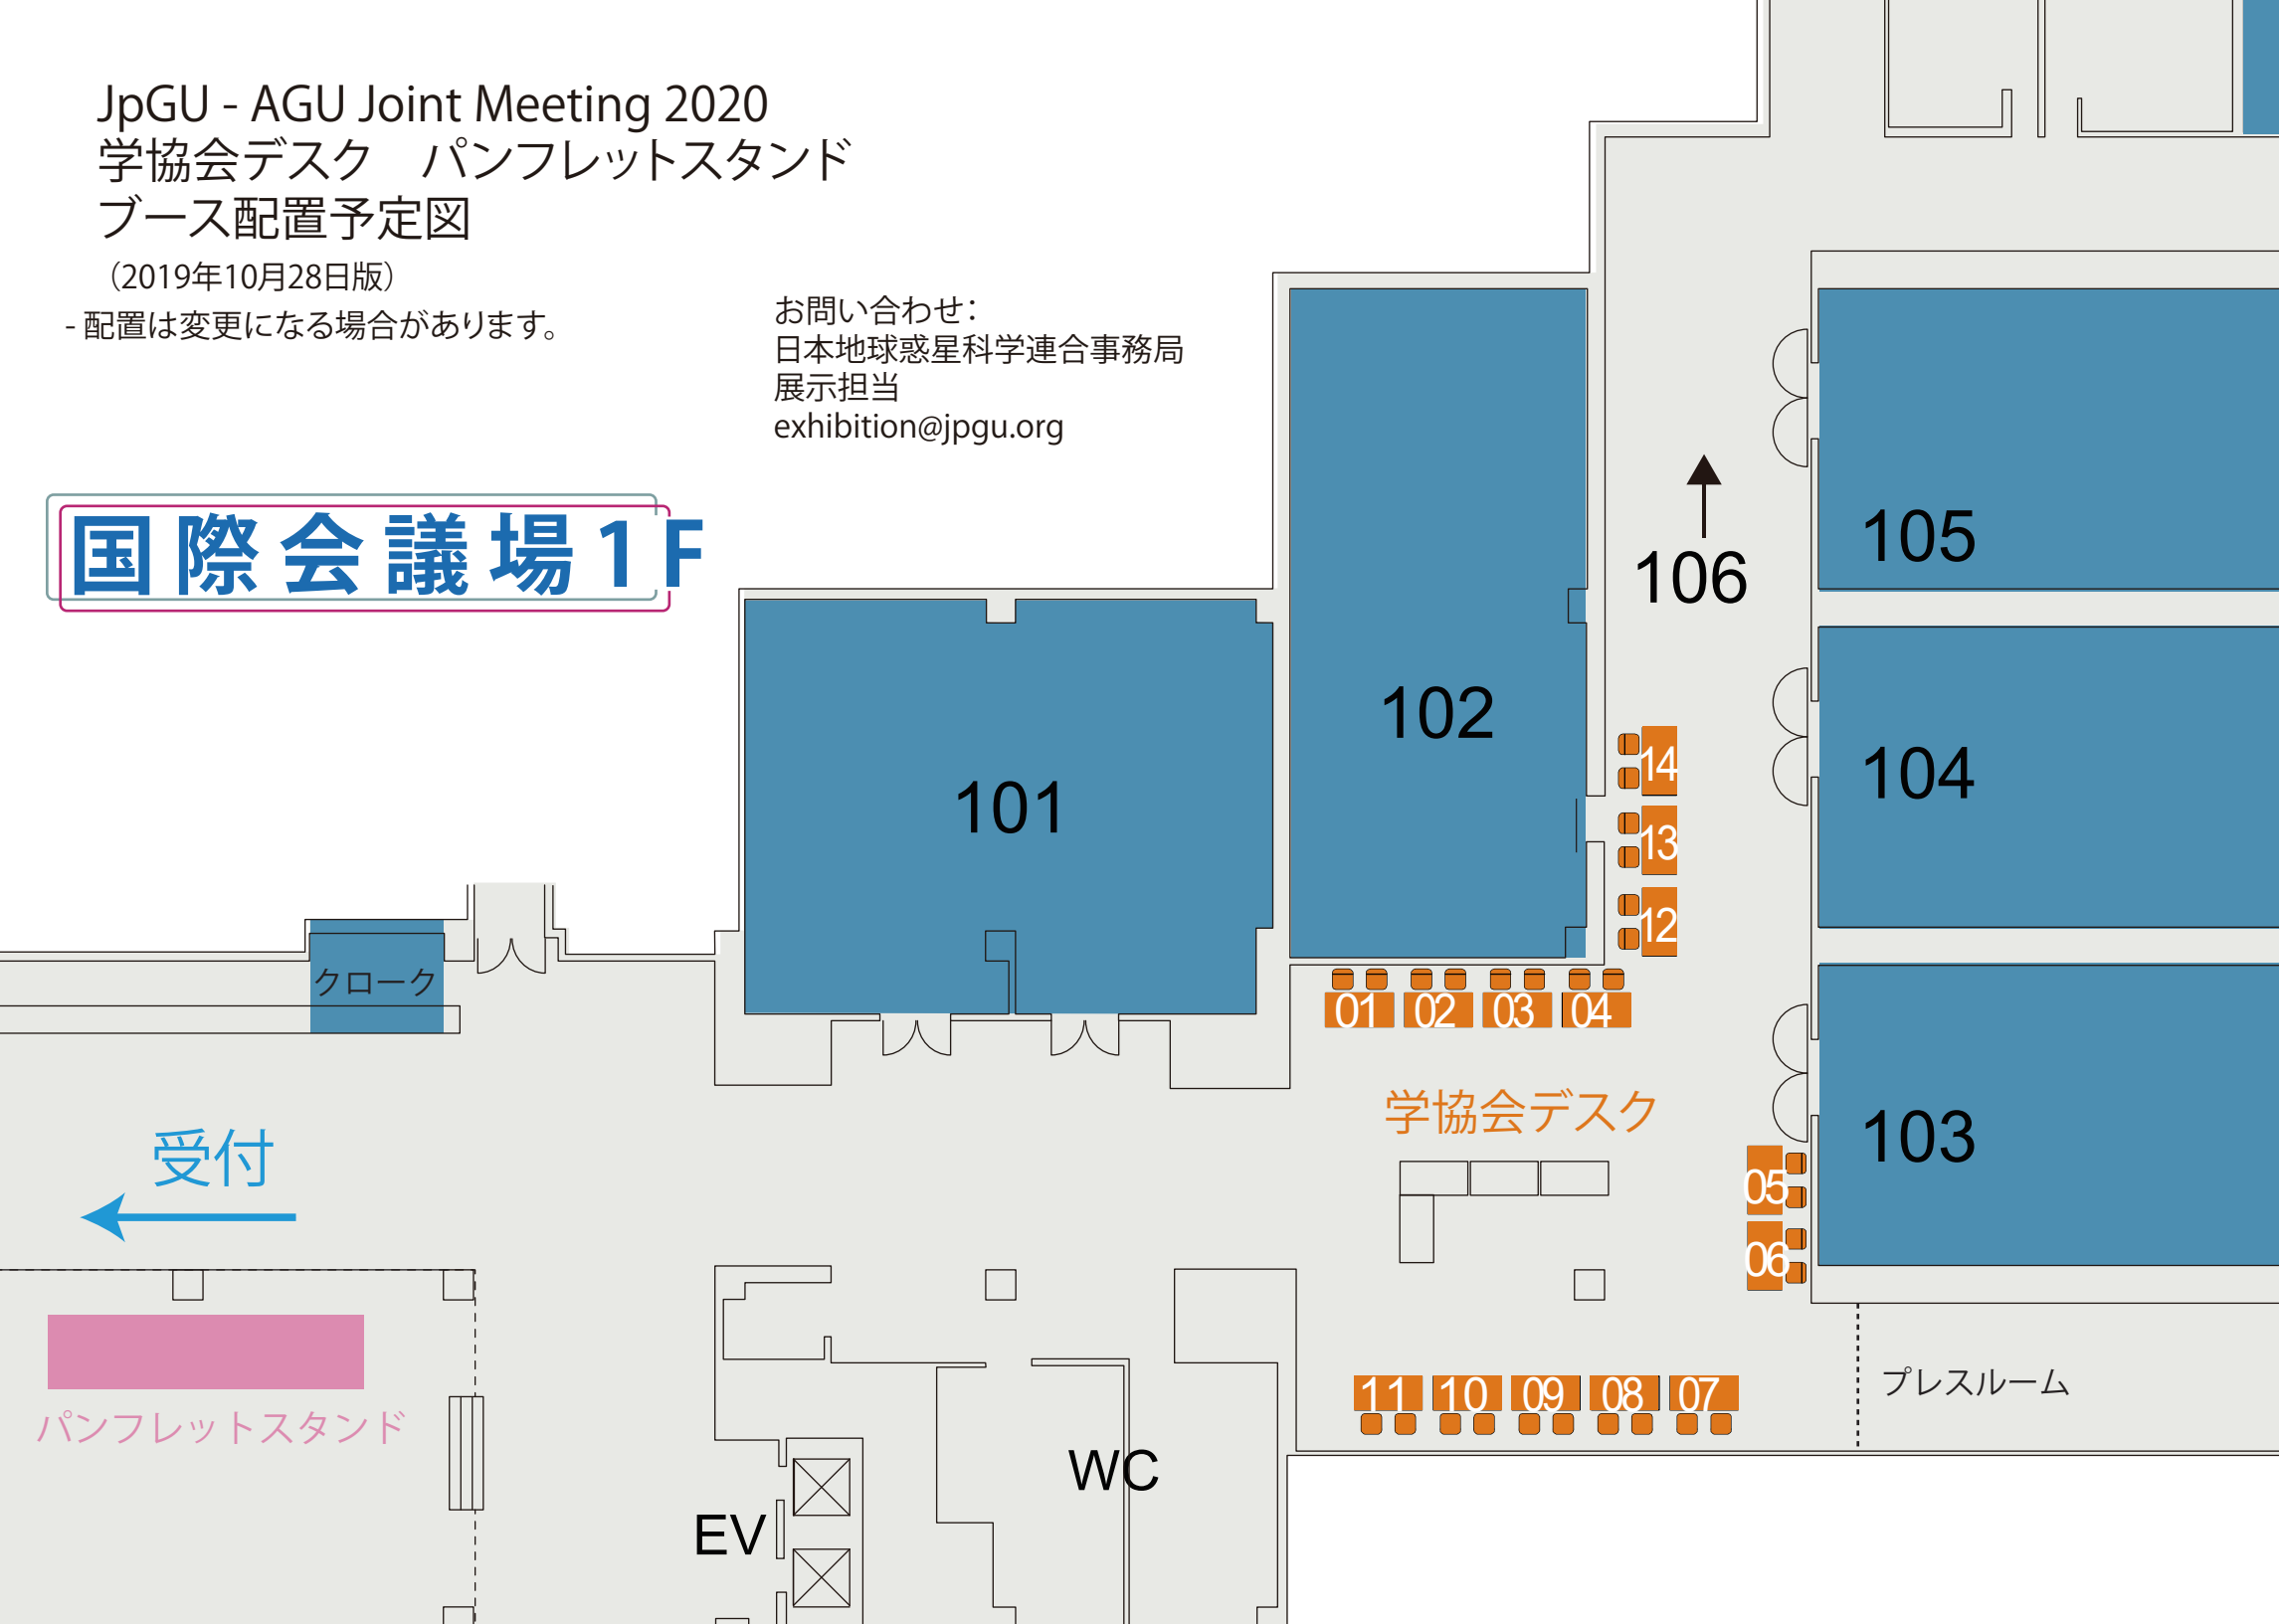 JpGU - AGU Joint Meeting 2020
学協会デスク　パンフレットスタンド
ブース配置予定図
（2019年10月28日版）
- 配置は変更になる場合があります。
お問い合わせ：
日本地球惑星科学連合事務局
展示担当
exhibition@jpgu.org
国際会議場1F
105
106
102
14
104
101
13
12
クローク
01 02 03 04
学協会デスク
103
受付
05
06
プレスルーム
11 10 09 08 07
パンフレットスタンド
WC
EV